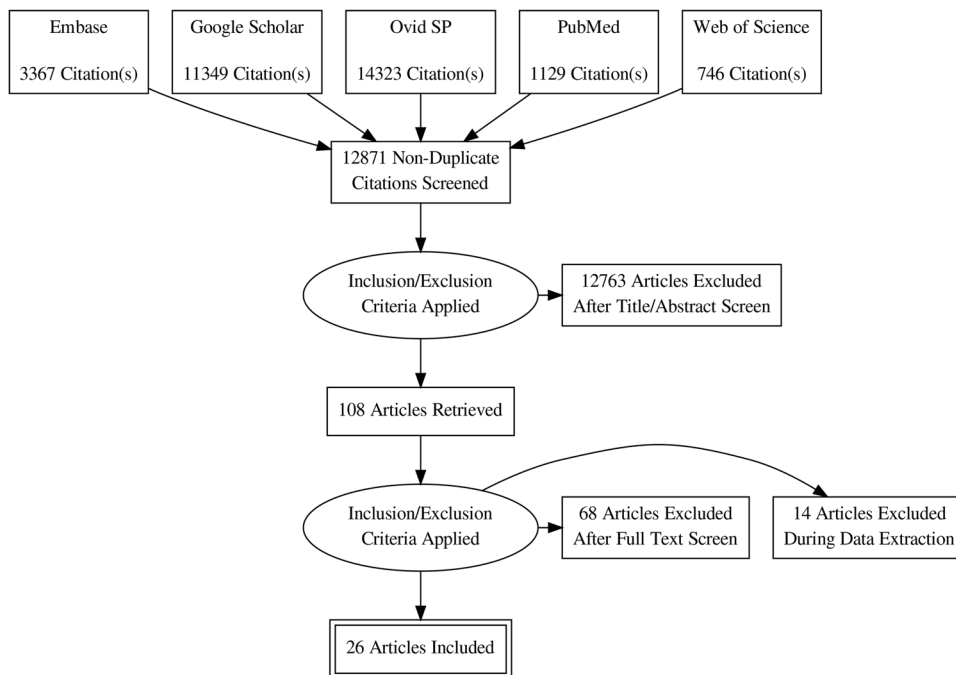 Embase
3367 Citation(s)
Google Scholar
11349 Citation(s)
Ovid SP
14323 Citation(s)
PubMed
1129 Citation(s)
Web of Science
746 Citation(s)
12871 Non-Duplicate
Citations Screened
Inclusion/Exclusion
Criteria Applied
12763 Articles Excluded
After Title/Abstract Screen
108 Articles Retrieved
Inclusion/Exclusion
Criteria Applied
68 Articles Excluded
After Full Text Screen
14 Articles Excluded
During Data Extraction
26 Articles Included